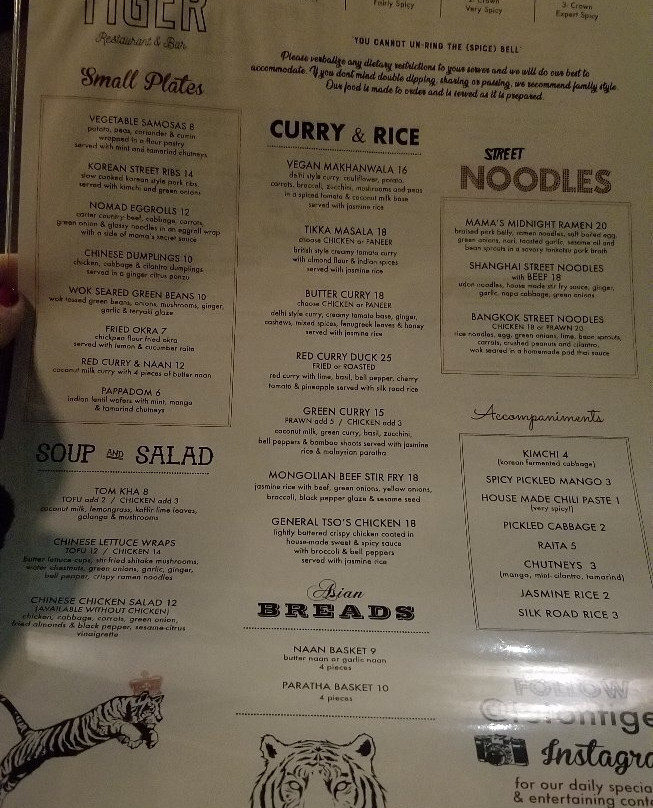 TIGER
Restaurant & Bar
Fairly Spicy
Very Spicy
3 Crown
Expert Spicy
'YOU CANNOT UN-RING THE (SPICE) BELL'
Please verbalize any dietary restrictions to your server and we will do our best to
accommodate. If you dont mind double dipping, sharing or passing, we recommend family style.
Our food is made to order and is served as it is prepared.
Small Plates
VEGETABLE SAMOSAS 8
potato, peas, coriander & cumin
wrapped in a flour pastry
served with mint and tamarind chutneys
KOREAN STREET RIBS 14
slow cooked korean style pork ribs,
served with kimchi and green onions
NOMAD EGGROLLS 12
carter country beef, cabbage, carrots,
green onion & glassy noodles in an eggroll wrap
with a side of mama's secret sauce
CHINESE DUMPLINGS 10
chicken, cabbage & cilantro dumplings
served in a ginger citrus ponzu
WOK SEARED GREEN BEANS 10
wok tossed green beans, onions, mushrooms, ginger,
garlic & teriyaki glaze
FRIED OKRA 7
chickpea flour fried okra
served with lemon & cucumber raita
RED CURRY & NAAN 12
coconut milk curry with 4 pieces of butter naan
PAPPADOM 6
indian lentil wafers with mint, mango
& tamarind chutneys
SOUP AND SALAD
TOM KHA 8
TOFU add 2 / CHICKEN add 3
coconut milk, lemongrass, kaffir lime leaves,
galanga & mushrooms
CHINESE LETTUCE WRAPS
TOFU 12 / CHICKEN 14
butter lettuce cups, stir fried shitake mushrooms,
water chestnuts, green onions, garlic, ginger,
bell pepper, crispy ramen noodles
CHINESE CHICKEN SALAD 12
(AVAILABLE WITHOUT CHICKEN)
chicken, cabbage, carrots, green onion,
fried almonds & black pepper, sesame-citrus
vinaigrette
CURRY & RICE
VEGAN MAKHANWALA 16
delhi style curry, cauliflower, potato,
carrots, broccoli, zucchini, mushrooms and peas
in a spiced tomato & coconut milk base
served with jasmine rice
TIKKA MASALA 18
choose CHICKEN or PANEER
british style creamy tomato curry
with almond flour & indian spices
served with jasmine rice
BUTTER CURRY 18
choose CHICKEN or PANEER
delhi style curry, creamy tomato base, ginger,
cashews, mixed spices, fenugreek leaves & honey
served with jasmine rice
RED CURRY DUCK 25
FRIED or ROASTED
red curry with lime, basil, bell pepper, cherry
tomato & pineapple served with silk road rice
GREEN CURRY 15
PRAWN add 5 / CHICKEN add 3
coconut milk, green curry, basil, zucchini,
bell peppers & bamboo shoots served with jasmine
rice & malaysian paratha
MONGOLIAN BEEF STIR FRY 18
jasmine rice with beef, green onions, yellow onions,
broccoli, black pepper glaze & sesame seed
GENERAL TSO'S CHICKEN 18
lightly battered crispy chicken coated in
house-made sweet & spicy sauce
with broccoli & bell peppers
served with jasmine rice
Asian
BREADS
NAAN BASKET 9
butter naan or garlic naan
4 pieces
PARATHA BASKET 10
4 pieces
STREET
NOODLES
MAMA'S MIDNIGHT RAMEN 20
braised pork belly, ramen noodles, soft boiled egg,
green onions, nori, toasted garlic, sesame oil and
bean sprouts in a savory tonkotsu pork broth
SHANGHAI STREET NOODLES
with BEEF 18
udon noodles, house made stir fry sauce, ginger,
garlic, napa cabbage, green onions
BANGKOK STREET NOODLES
CHICKEN 18 or PRAWN 20
rice noodles, egg, green onions, lime, bean sprouts,
carrots, crushed peanuts and cilantro,
wok seared in a homemade pad thai sauce
Accompaniments
KIMCHI 4
(korean fermented cabbage)
SPICY PICKLED MANGO 3
HOUSE MADE CHILI PASTE 1
(very spicy!)
PICKLED CABBAGE 2
RAITA 5
CHUTNEYS 3
(mango, mint-cilantro, tamarind)
JASMINE RICE 2
SILK ROAD RICE 3
FOLLOW
Instagra
for our daily specia
& entertaining cont